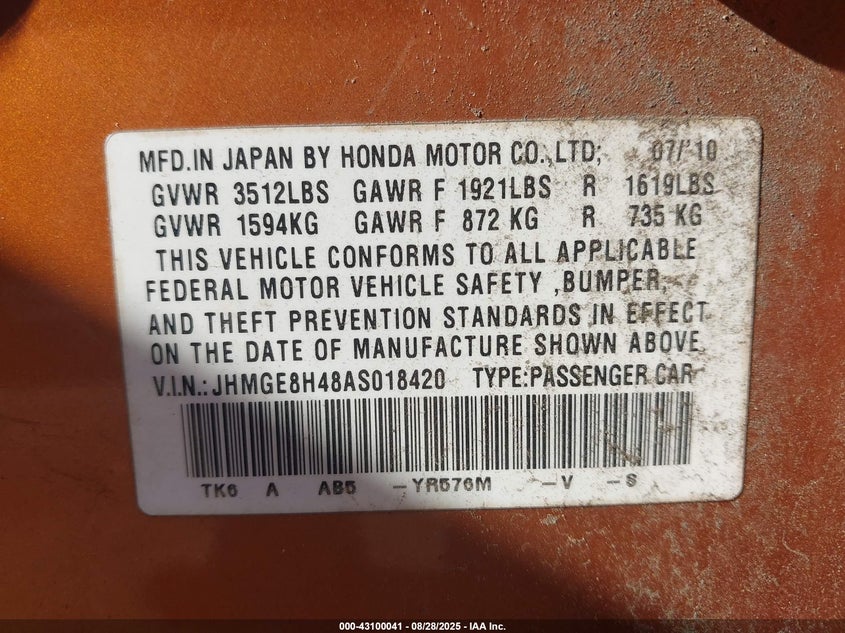 MFD.IN JAPAN BY HONDA MOTOR CO.,LTD; 07/'10
GVWR 3512LBS GAWR F 1921LBS R 1619LBS
GVWR 1594KG GAWR F 872 KG R 735 KG
THIS VEHICLE CONFORMS TO ALL APPLICABLE
FEDERAL MOTOR VEHICLE SAFETY ,BUMPER,
AND THEFT PREVENTION STANDARDS IN EFFECT
ON THE DATE OF MANUFACTURE SHOWN ABOVE.
V.I.N.: JHMGE8H48AS018420 TYPE:PASSENGER CAR
TK6 A AB5 -YR576M -V -S
000-43100041 | 08/28/2025 - IAA Inc.